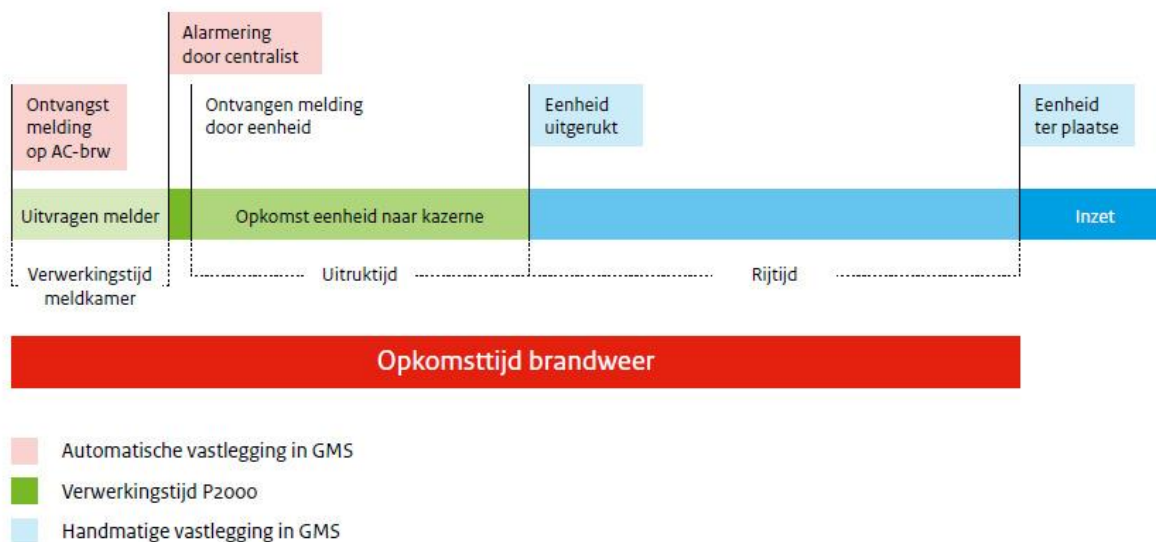 Alarmering
door centralist
Ontvangst
melding
op AC-brw
Ontvangen melding
door eenheid
Eenheid
uitgerukt
Eenheid
ter plaatse
Uitvragen melder
Opkomst eenheid naar kazerne
Inzet
Verwerkingstijd
meldkamer
Uitruktijd
Rijtijd
Opkomsttijd brandweer
Automatische vastlegging in GMS
Verwerkingstijd P2000
Handmatige vastlegging in GMS